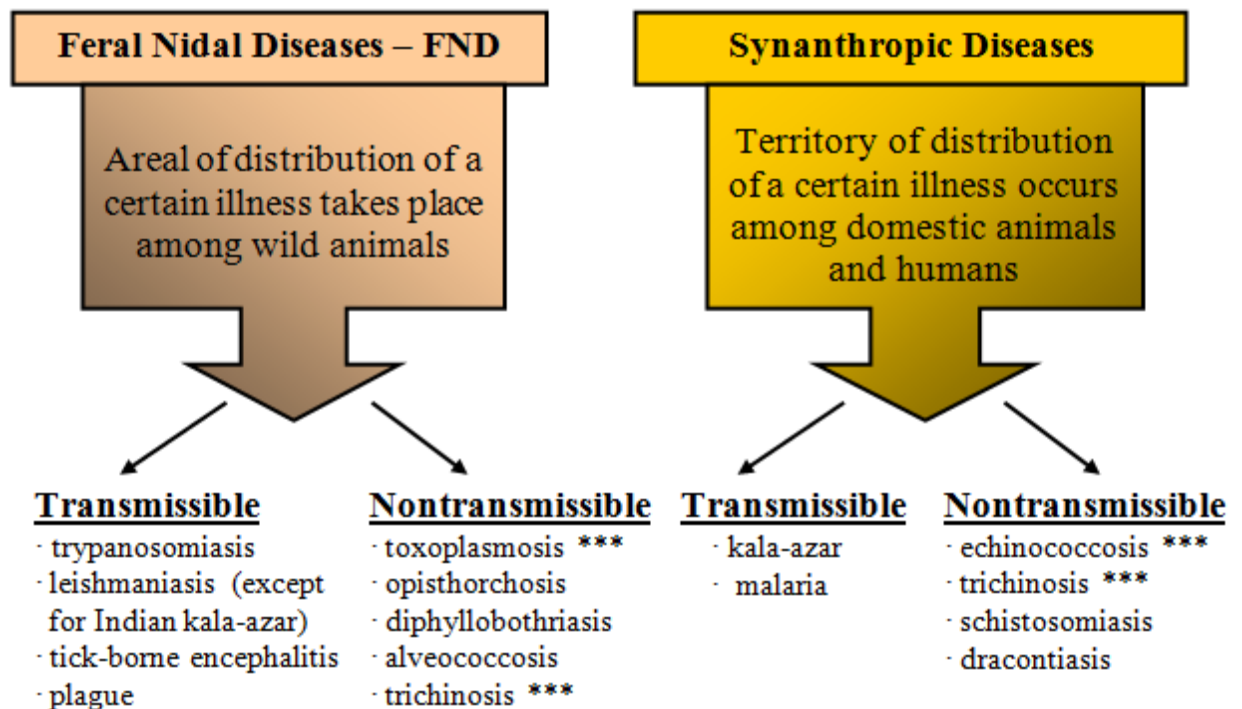 Feral Nidal Diseases – FND
Areal of distribution of a
certain illness takes place
among wild animals
Transmissible
· trypanosomiasis
· leishmaniasis (except
for Indian kala-azar)
· tick-borne encephalitis
· plague
Nontransmissible
· toxoplasmosis ***
· opisthorchosis
· diphyllobothriasis
· alveococcosis
· trichinosis ***
Synanthropic Diseases
Territory of distribution
of a certain illness occurs
among domestic animals
and humans
Transmissible
· kala-azar
· malaria
Nontransmissible
· echinococcosis ***
· trichinosis ***
· schistosomiasis
· dracontiasis